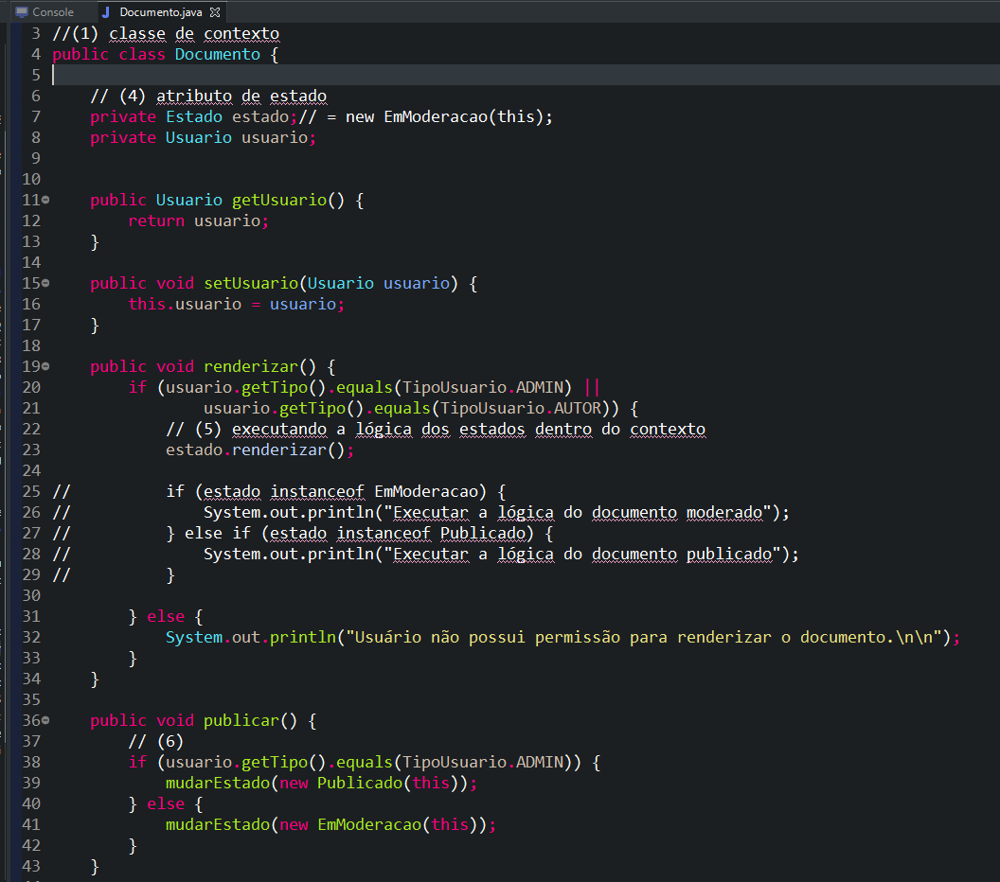 Console Documento.java
3 //(1) classe de contexto
4 public class Documento {
5
6 // (4) atributo de estado
7 private Estado estado;// = new EmModeracao(this);
8 private Usuario usuario;
9
10
11 public Usuario getUsuario() {
12 return usuario;
13 }
14
15 public void setUsuario(Usuario usuario) {
16 this.usuario = usuario;
17 }
18
19 public void renderizar() {
20 if (usuario.getTipo().equals(TipoUsuario.ADMIN) ||
21 usuario.getTipo().equals(TipoUsuario.AUTOR)) {
22 // (5) executando a lógica dos estados dentro do contexto
23 estado.renderizar();
24
25 // if (estado instanceof EmModeracao) {
26 // System.out.println("Executar a lógica do documento moderado");
27 // } else if (estado instanceof Publicado) {
28 // System.out.println("Executar a lógica do documento publicado");
29 // }
30
31 } else {
32 System.out.println("Usuário não possui permissão para renderizar o documento.\n\n");
33 }
34 }
35
36 public void publicar() {
37 // (6)
38 if (usuario.getTipo().equals(TipoUsuario.ADMIN)) {
39 mudarEstado(new Publicado(this));
40 } else {
41 mudarEstado(new EmModeracao(this));
42 }
43 }